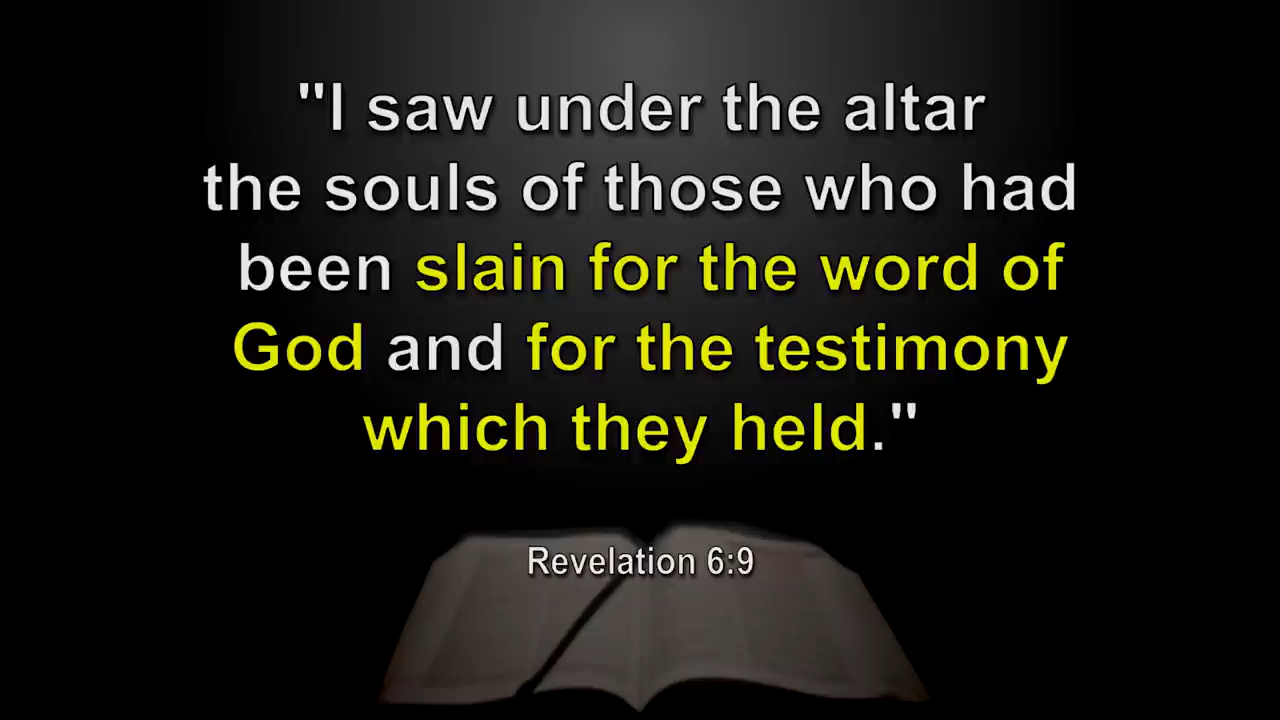 "I saw under the altar
the souls of those who had
been slain for the word of
God and for the testimony
which they held."
Revelation 6:9